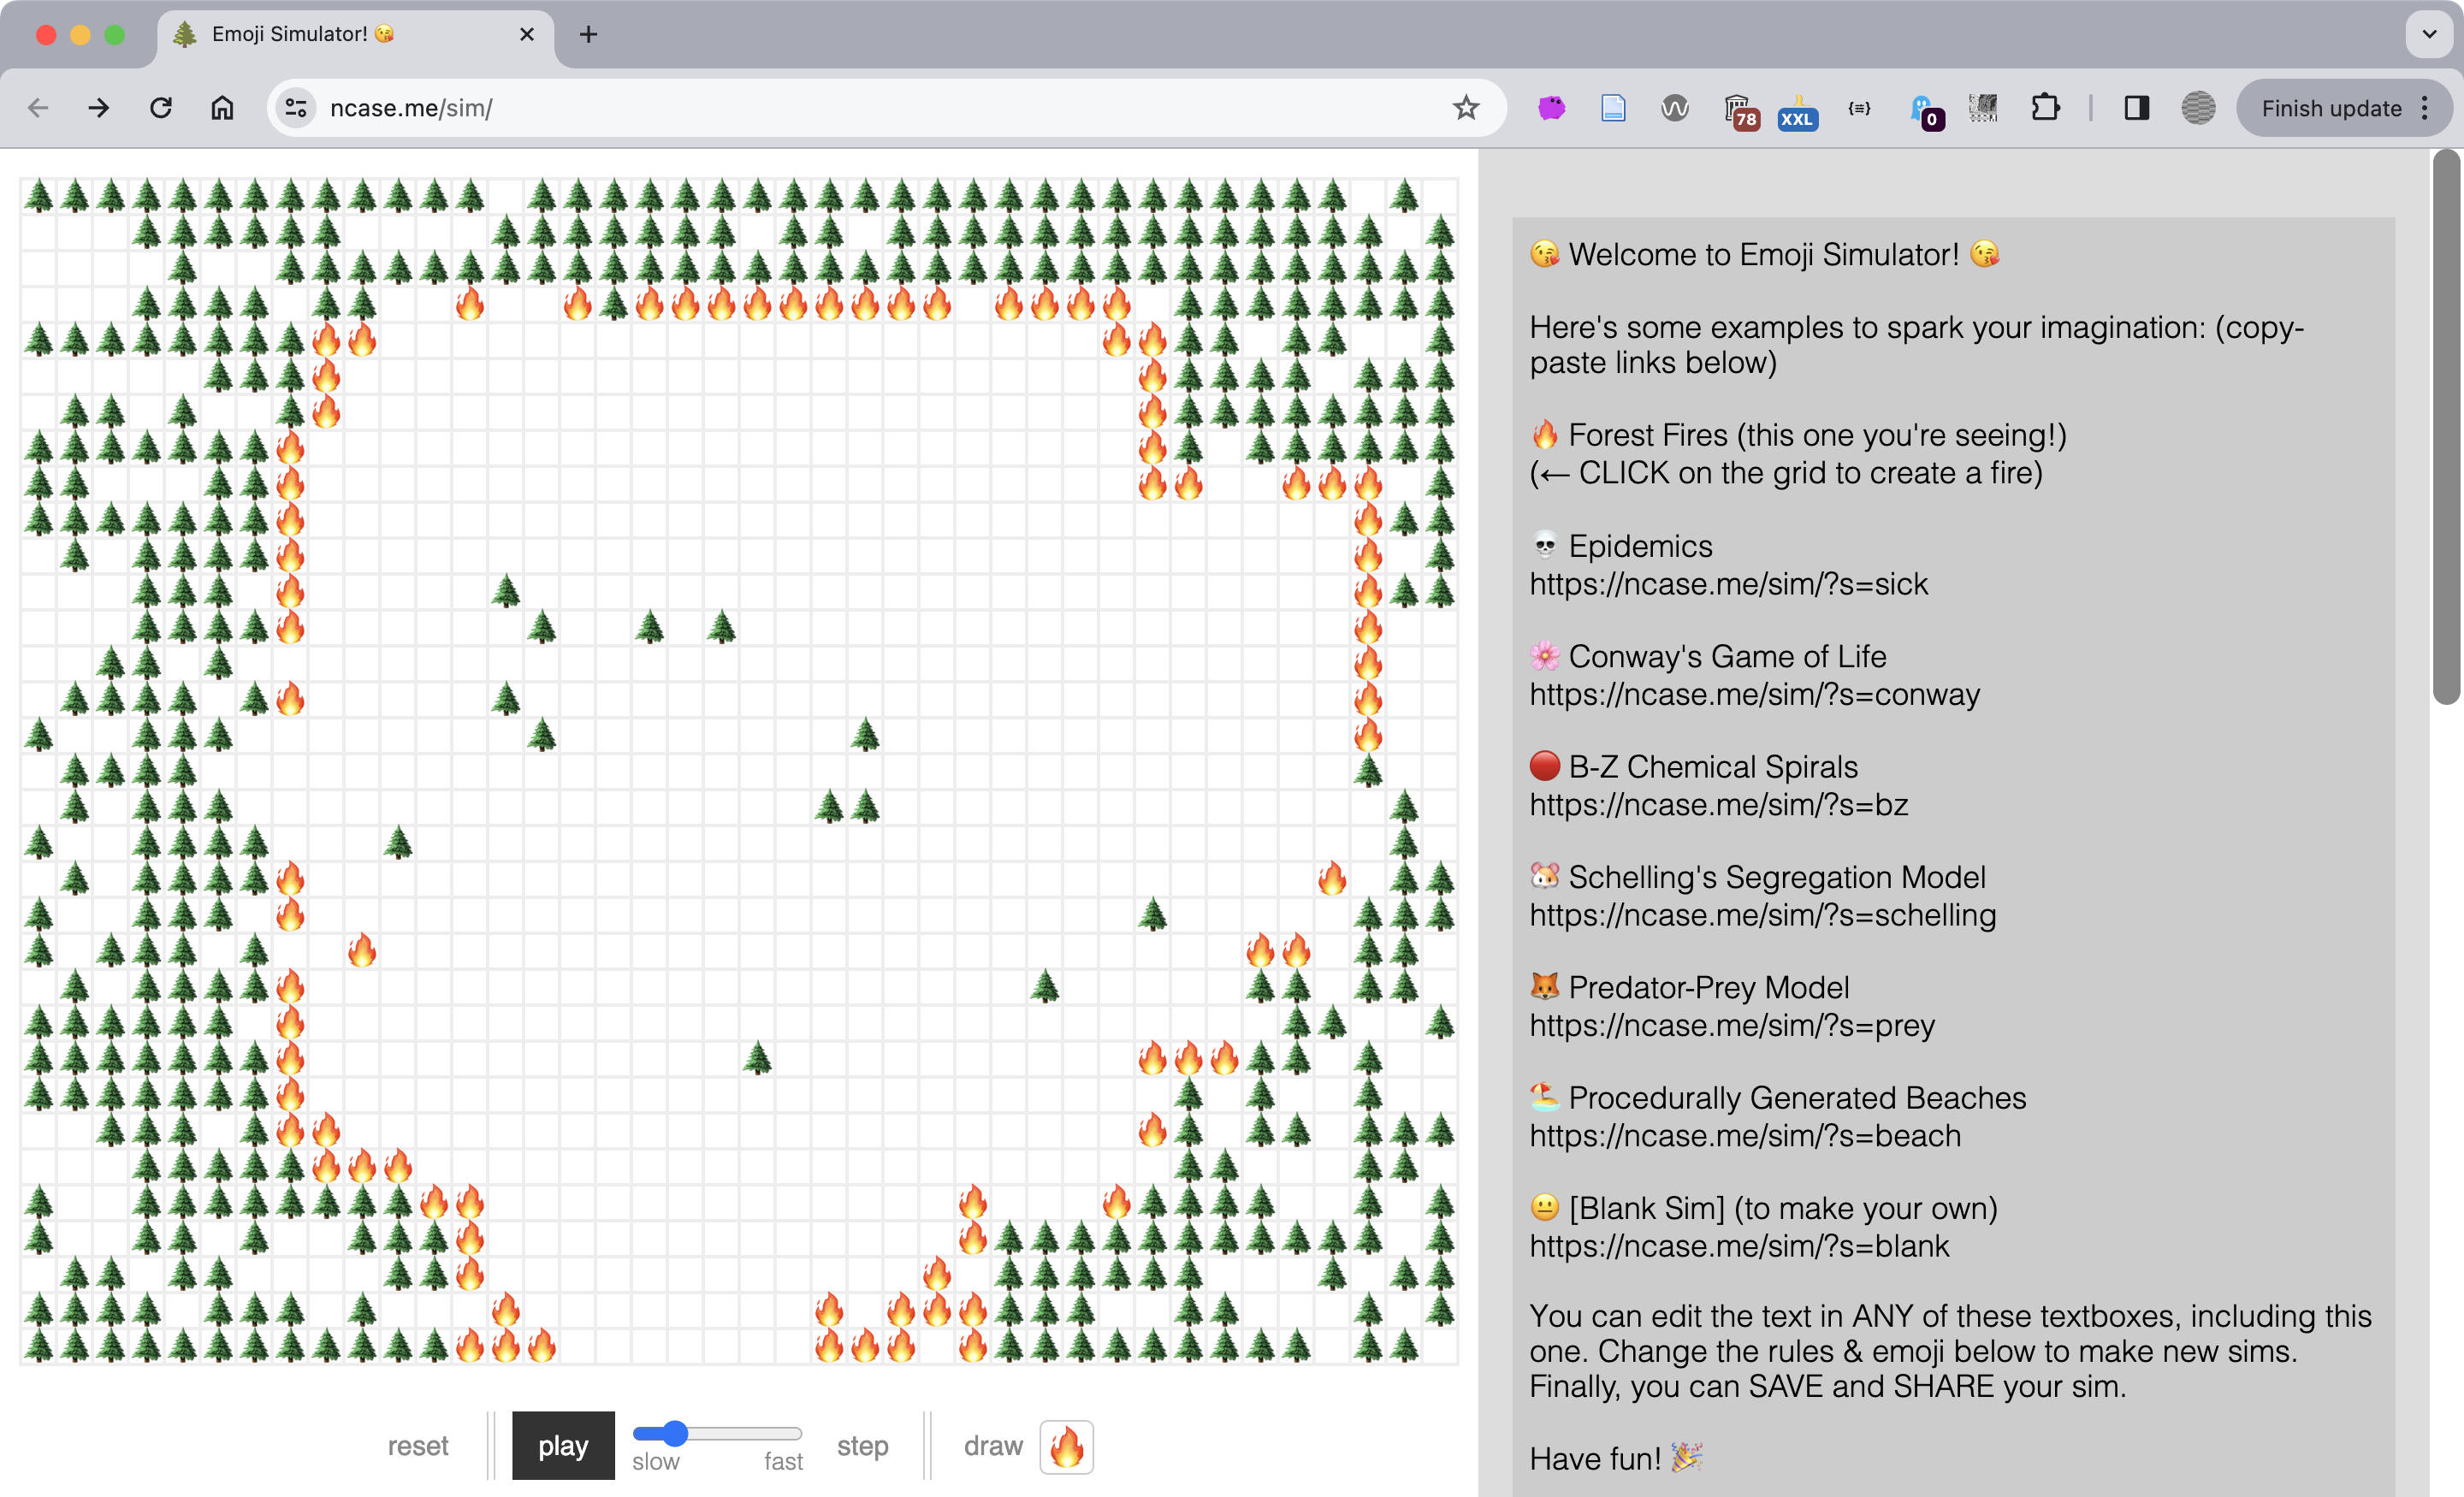 Emoji Simulator! 😘
ncase.me/sim/
78
XXL
0
Finish update
😘 Welcome to Emoji Simulator! 😘
Here's some examples to spark your imagination: (copy-
paste links below)
🔥 Forest Fires (this one you're seeing!)
(← CLICK on the grid to create a fire)
💀 Epidemics
https://ncase.me/sim/?s=sick
🌸 Conway's Game of Life
https://ncase.me/sim/?s=conway
🔴 B-Z Chemical Spirals
https://ncase.me/sim/?s=bz
🐹 Schelling's Segregation Model
https://ncase.me/sim/?s=schelling
🦊 Predator-Prey Model
https://ncase.me/sim/?s=prey
🏖 Procedurally Generated Beaches
https://ncase.me/sim/?s=beach
😐 [Blank Sim] (to make your own)
https://ncase.me/sim/?s=blank
You can edit the text in ANY of these textboxes, including this
one. Change the rules & emoji below to make new sims.
Finally, you can SAVE and SHARE your sim.
Have fun! 🎉
reset
play
slow
fast
step
draw